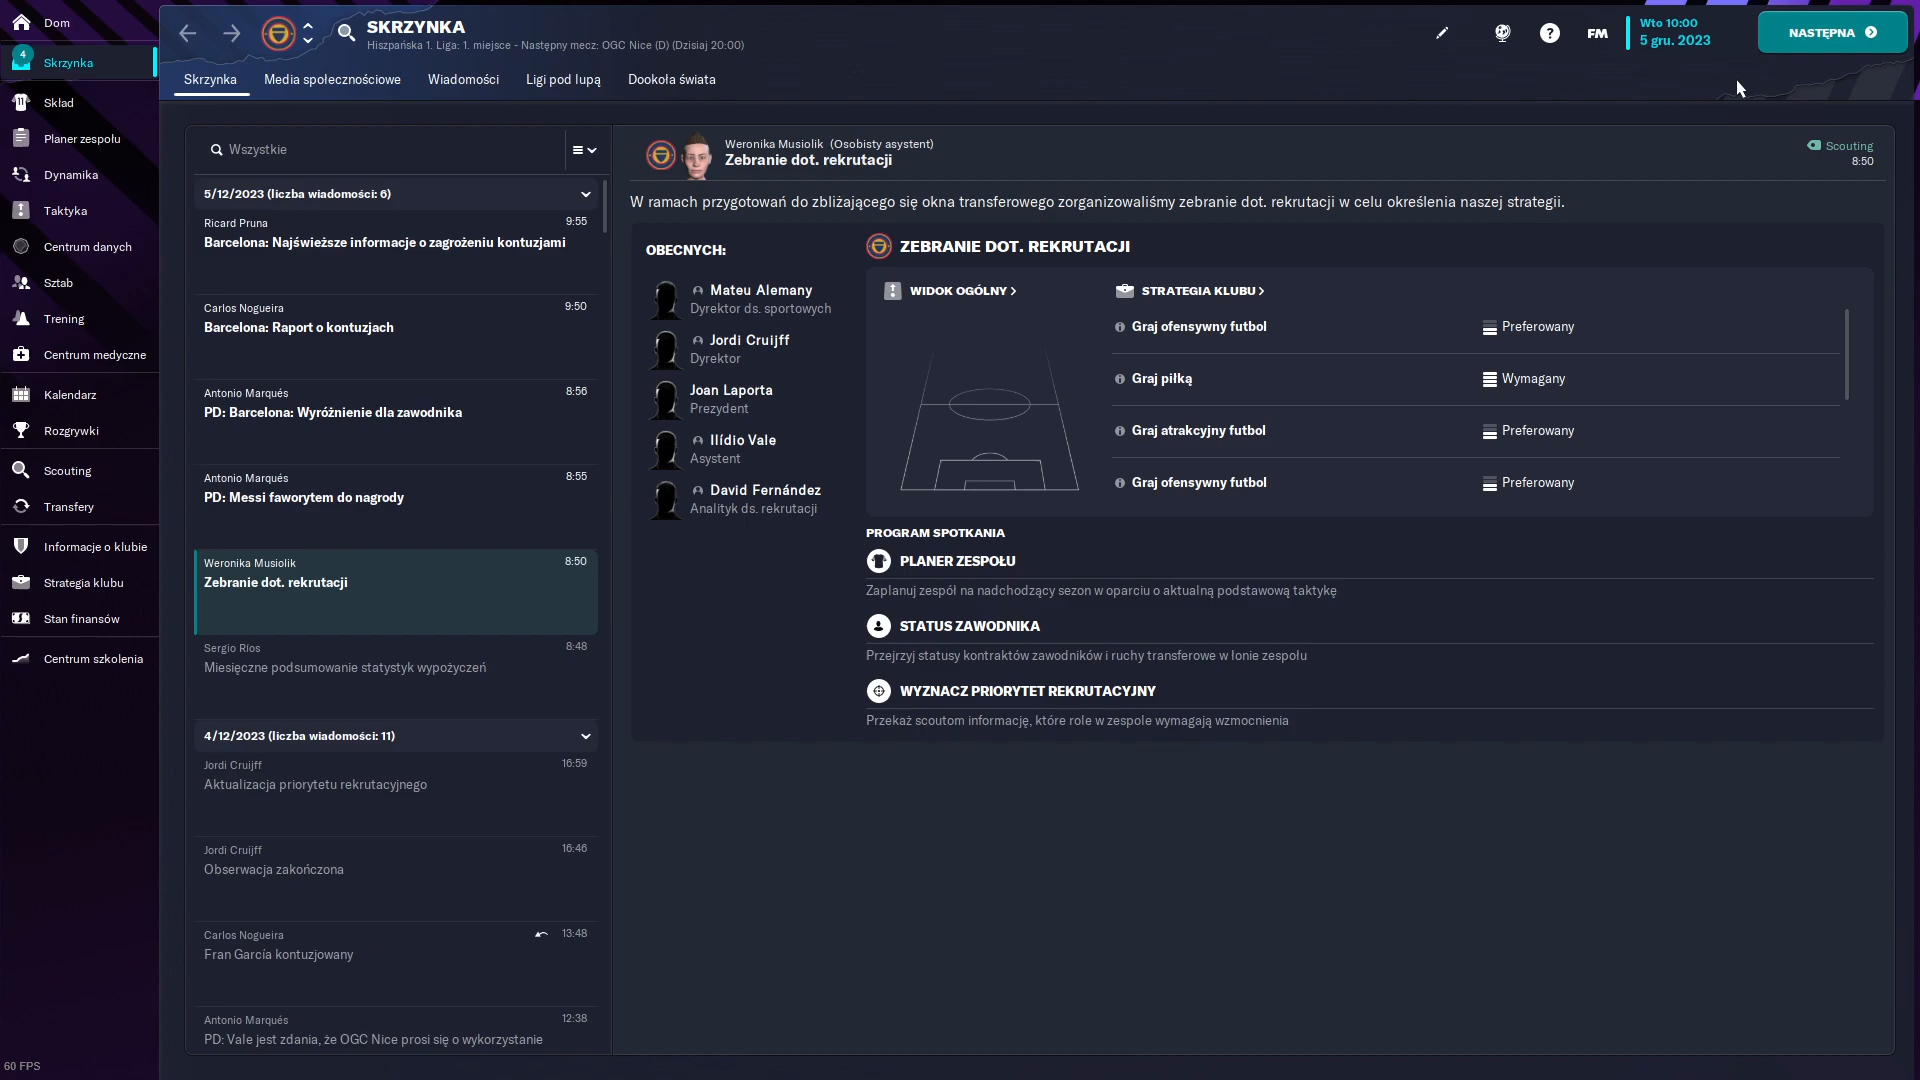 Dom
4
Skrzynka
11
Skład
Planer zespołu
Dynamika
Taktyka
Centrum danych
Sztab
Trening
Centrum medyczne
Kalendarz
Rozgrywki
Scouting
Transfery
Informacje o klubie
Strategia klubu
Stan finansów
Centrum szkolenia
60 FPS
SKRZYNKA
Hiszpańska 1. Liga: 1. miejsce - Następny mecz: OGC Nice (D) (Dzisiaj 20:00)
?
FM
Wto 10:00
5 gru. 2023
NASTĘPNA
Skrzynka
Media społecznościowe
Wiadomości
Ligi pod lupą
Dookoła świata
Wszystkie
5/12/2023 (liczba wiadomości: 6)
Ricard Pruna 9:55
Barcelona: Najświeższe informacje o zagrożeniu kontuzjami
Carlos Nogueira 9:50
Barcelona: Raport o kontuzjach
Antonio Marqués 8:56
PD: Barcelona: Wyróżnienie dla zawodnika
Antonio Marqués 8:55
PD: Messi faworytem do nagrody
Weronika Musiolik 8:50
Zebranie dot. rekrutacji
Sergio Ríos 8:48
Miesięczne podsumowanie statystyk wypożyczeń
4/12/2023 (liczba wiadomości: 11)
Jordi Cruijff 16:59
Aktualizacja priorytetu rekrutacyjnego
Jordi Cruijff 16:46
Obserwacja zakończona
Carlos Nogueira 13:48
Fran García kontuzjowany
Antonio Marqués 12:38
PD: Vale jest zdania, że OGC Nice prosi się o wykorzystanie
Weronika Musiolik (Osobisty asystent)
Zebranie dot. rekrutacji
Scouting
8:50
W ramach przygotowań do zbliżającego się okna transferowego zorganizowaliśmy zebranie dot. rekrutacji w celu określenia naszej strategii.
OBECNYCH:
Mateu Alemany
Dyrektor ds. sportowych
Jordi Cruijff
Dyrektor
Joan Laporta
Prezydent
Ilídio Vale
Asystent
David Fernández
Analityk ds. rekrutacji
ZEBRANIE DOT. REKRUTACJI
WIDOK OGÓLNY
STRATEGIA KLUBU
Graj ofensywny futbol Preferowany
Graj piłką Wymagany
Graj atrakcyjny futbol Preferowany
Graj ofensywny futbol Preferowany
PROGRAM SPOTKANIA
PLANER ZESPOŁU
Zaplanuj zespół na nadchodzący sezon w oparciu o aktualną podstawową taktykę
STATUS ZAWODNIKA
Przejrzyj statusy kontraktów zawodników i ruchy transferowe w łonie zespołu
WYZNACZ PRIORYTET REKRUTACYJNY
Przekaż scoutom informację, które role w zespole wymagają wzmocnienia